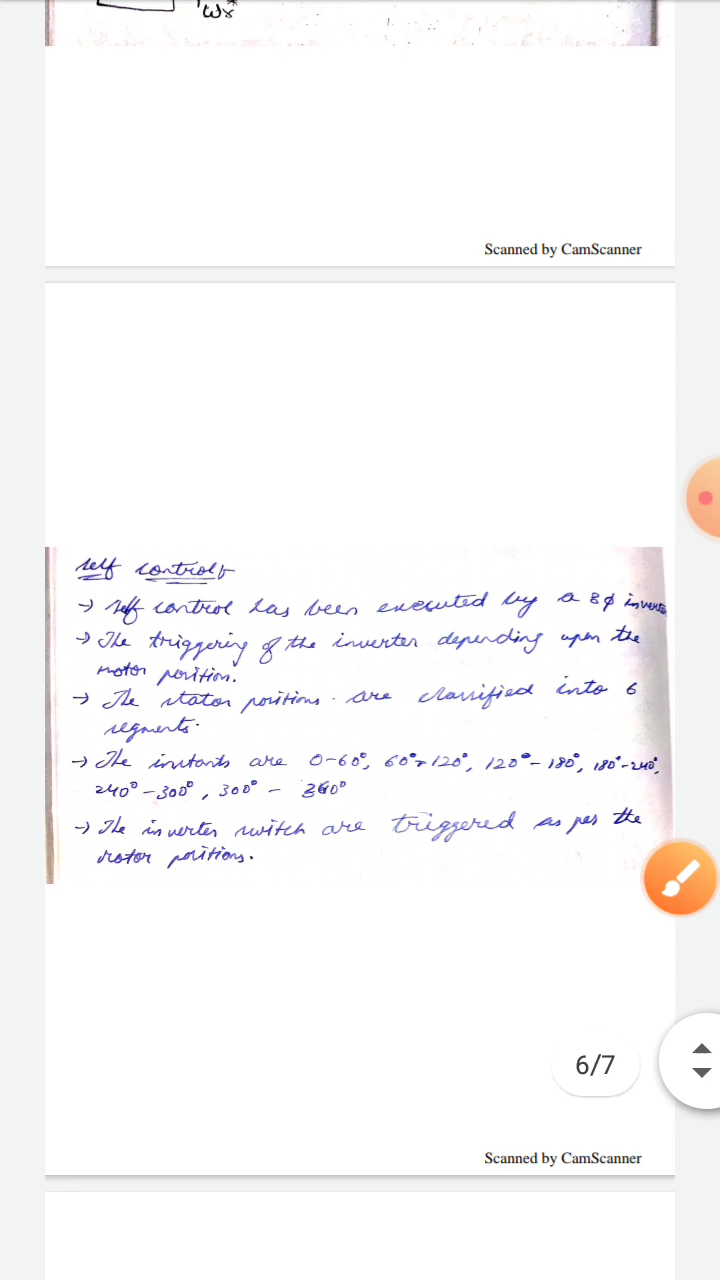 ωr*
Scanned by CamScanner
self control
→ self control has been executed by a 3φ inverter
→ The triggering of the inverter depending upon the
motor position.
→ The stator positions are classified into 6
segments.
→ The instants are 0-60°, 60°-120°, 120°-180°, 180°-240°,
240°-300°, 300° - 360°
→ The inverter switch are triggered as per the
rotor positions.
6/7
Scanned by CamScanner